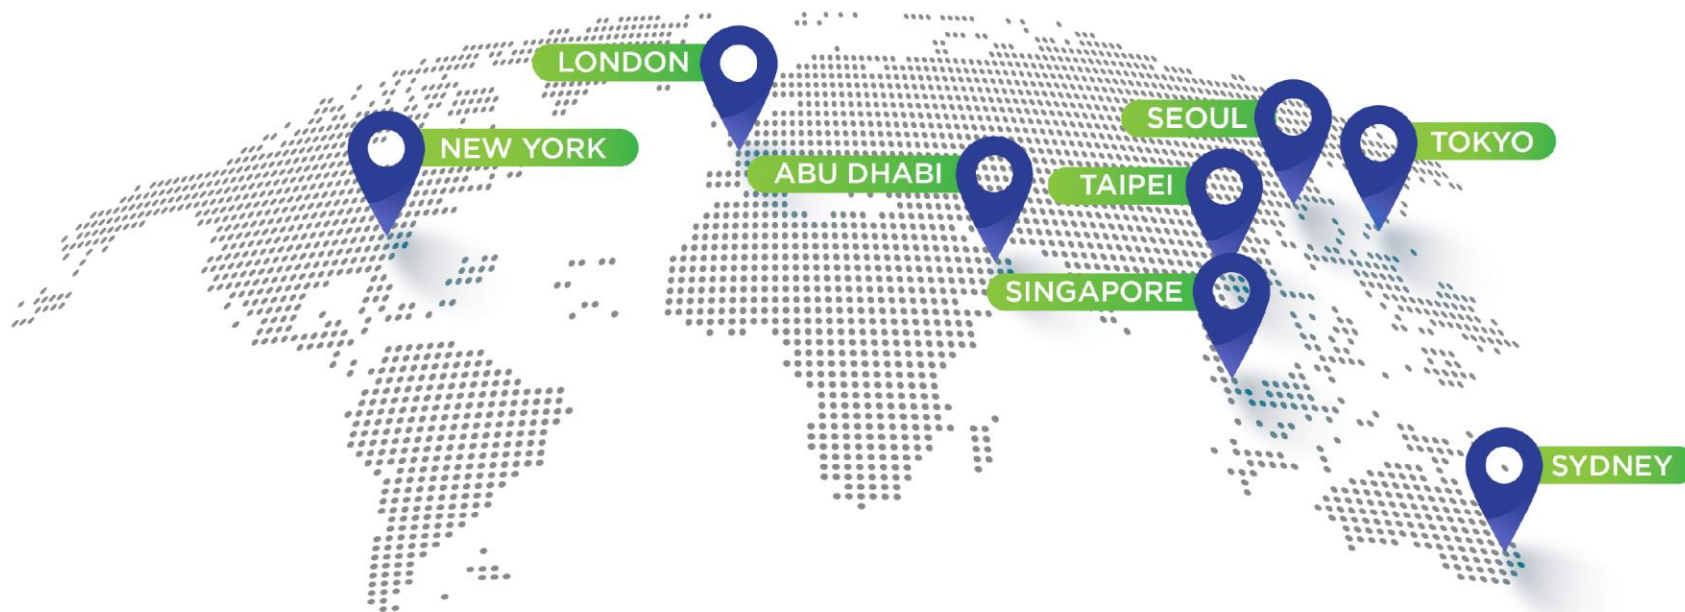 LONDON
SEOUL
NEW YORK
TOKYO
ABU DHABI
TAIPEI
SINGAPORE
SYDNEY